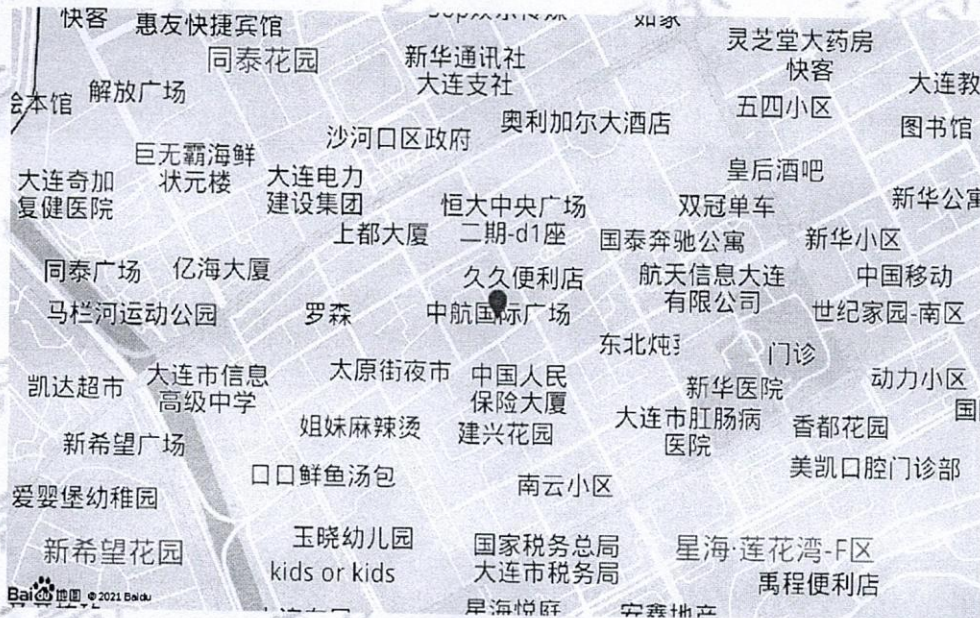 快客
惠友快捷宾馆
如家
灵芝堂大药房
快客
同泰花园
新华通讯社
大连支社
大连教
绘本馆
解放广场
五四小区
奥利加尔大酒店
图书馆
沙河口区政府
巨无霸海鲜
状元楼
大连奇加
复健医院
大连电力
建设集团
皇后酒吧
新华公寓
恒大中央广场
二期-d1座
双冠单车
上都大厦
国泰奔驰公寓
新华小区
同泰广场
亿海大厦
久久便利店
航天信息大连
有限公司
中国移动
马栏河运动公园
罗森
中航国际广场
世纪家园-南区
东北炖
门诊
凯达超市
大连市信息
高级中学
太原街夜市
中国人民
保险大厦
新华医院
动力小区
国
姐妹麻辣烫
建兴花园
大连市肛肠病
医院
香都花园
新希望广场
口口鲜鱼汤包
南云小区
美凯口腔门诊部
爱婴堡幼稚园
新希望花园
玉晓幼儿园
kids or kids
国家税务总局
大连市税务局
星海·莲花湾-F区
禹程便利店
Bai 地图 © 2021 Baidu
星海悦庭
安鑫地产